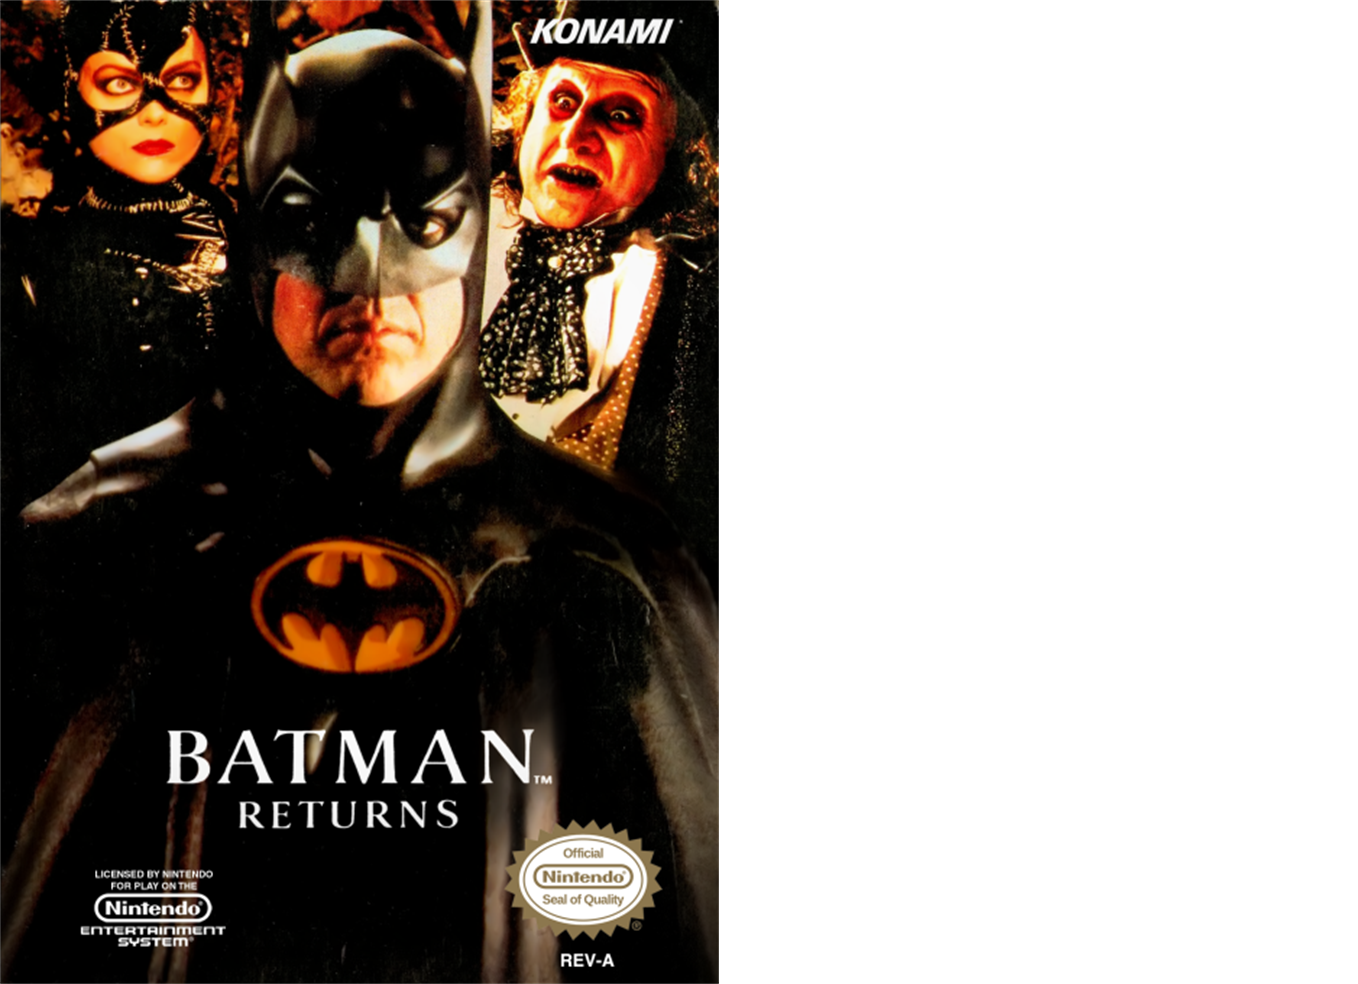 KONAMI
BATMAN™
RETURNS
LICENSED BY NINTENDO
FOR PLAY ON THE
Nintendo®
ENTERTAINMENT
SYSTEM®
Official
Nintendo®
Seal of Quality
®
REV-A